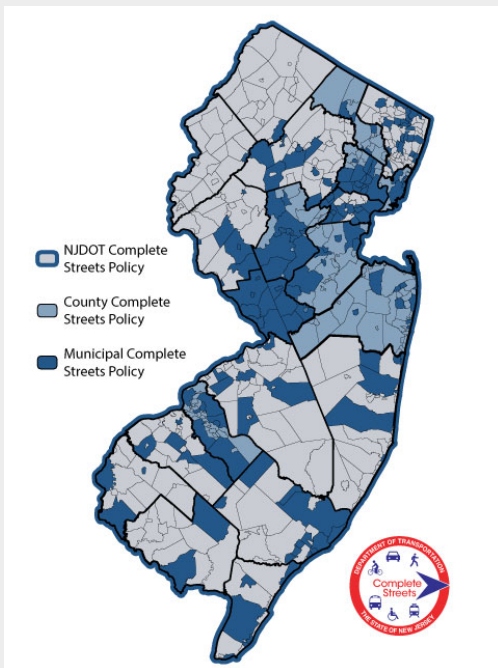 NJDOT Complete
Streets Policy
County Complete
Streets Policy
Municipal Complete
Streets Policy
DEPARTMENT OF TRANSPORTATION
Complete
Streets
THE STATE OF NEW JERSEY